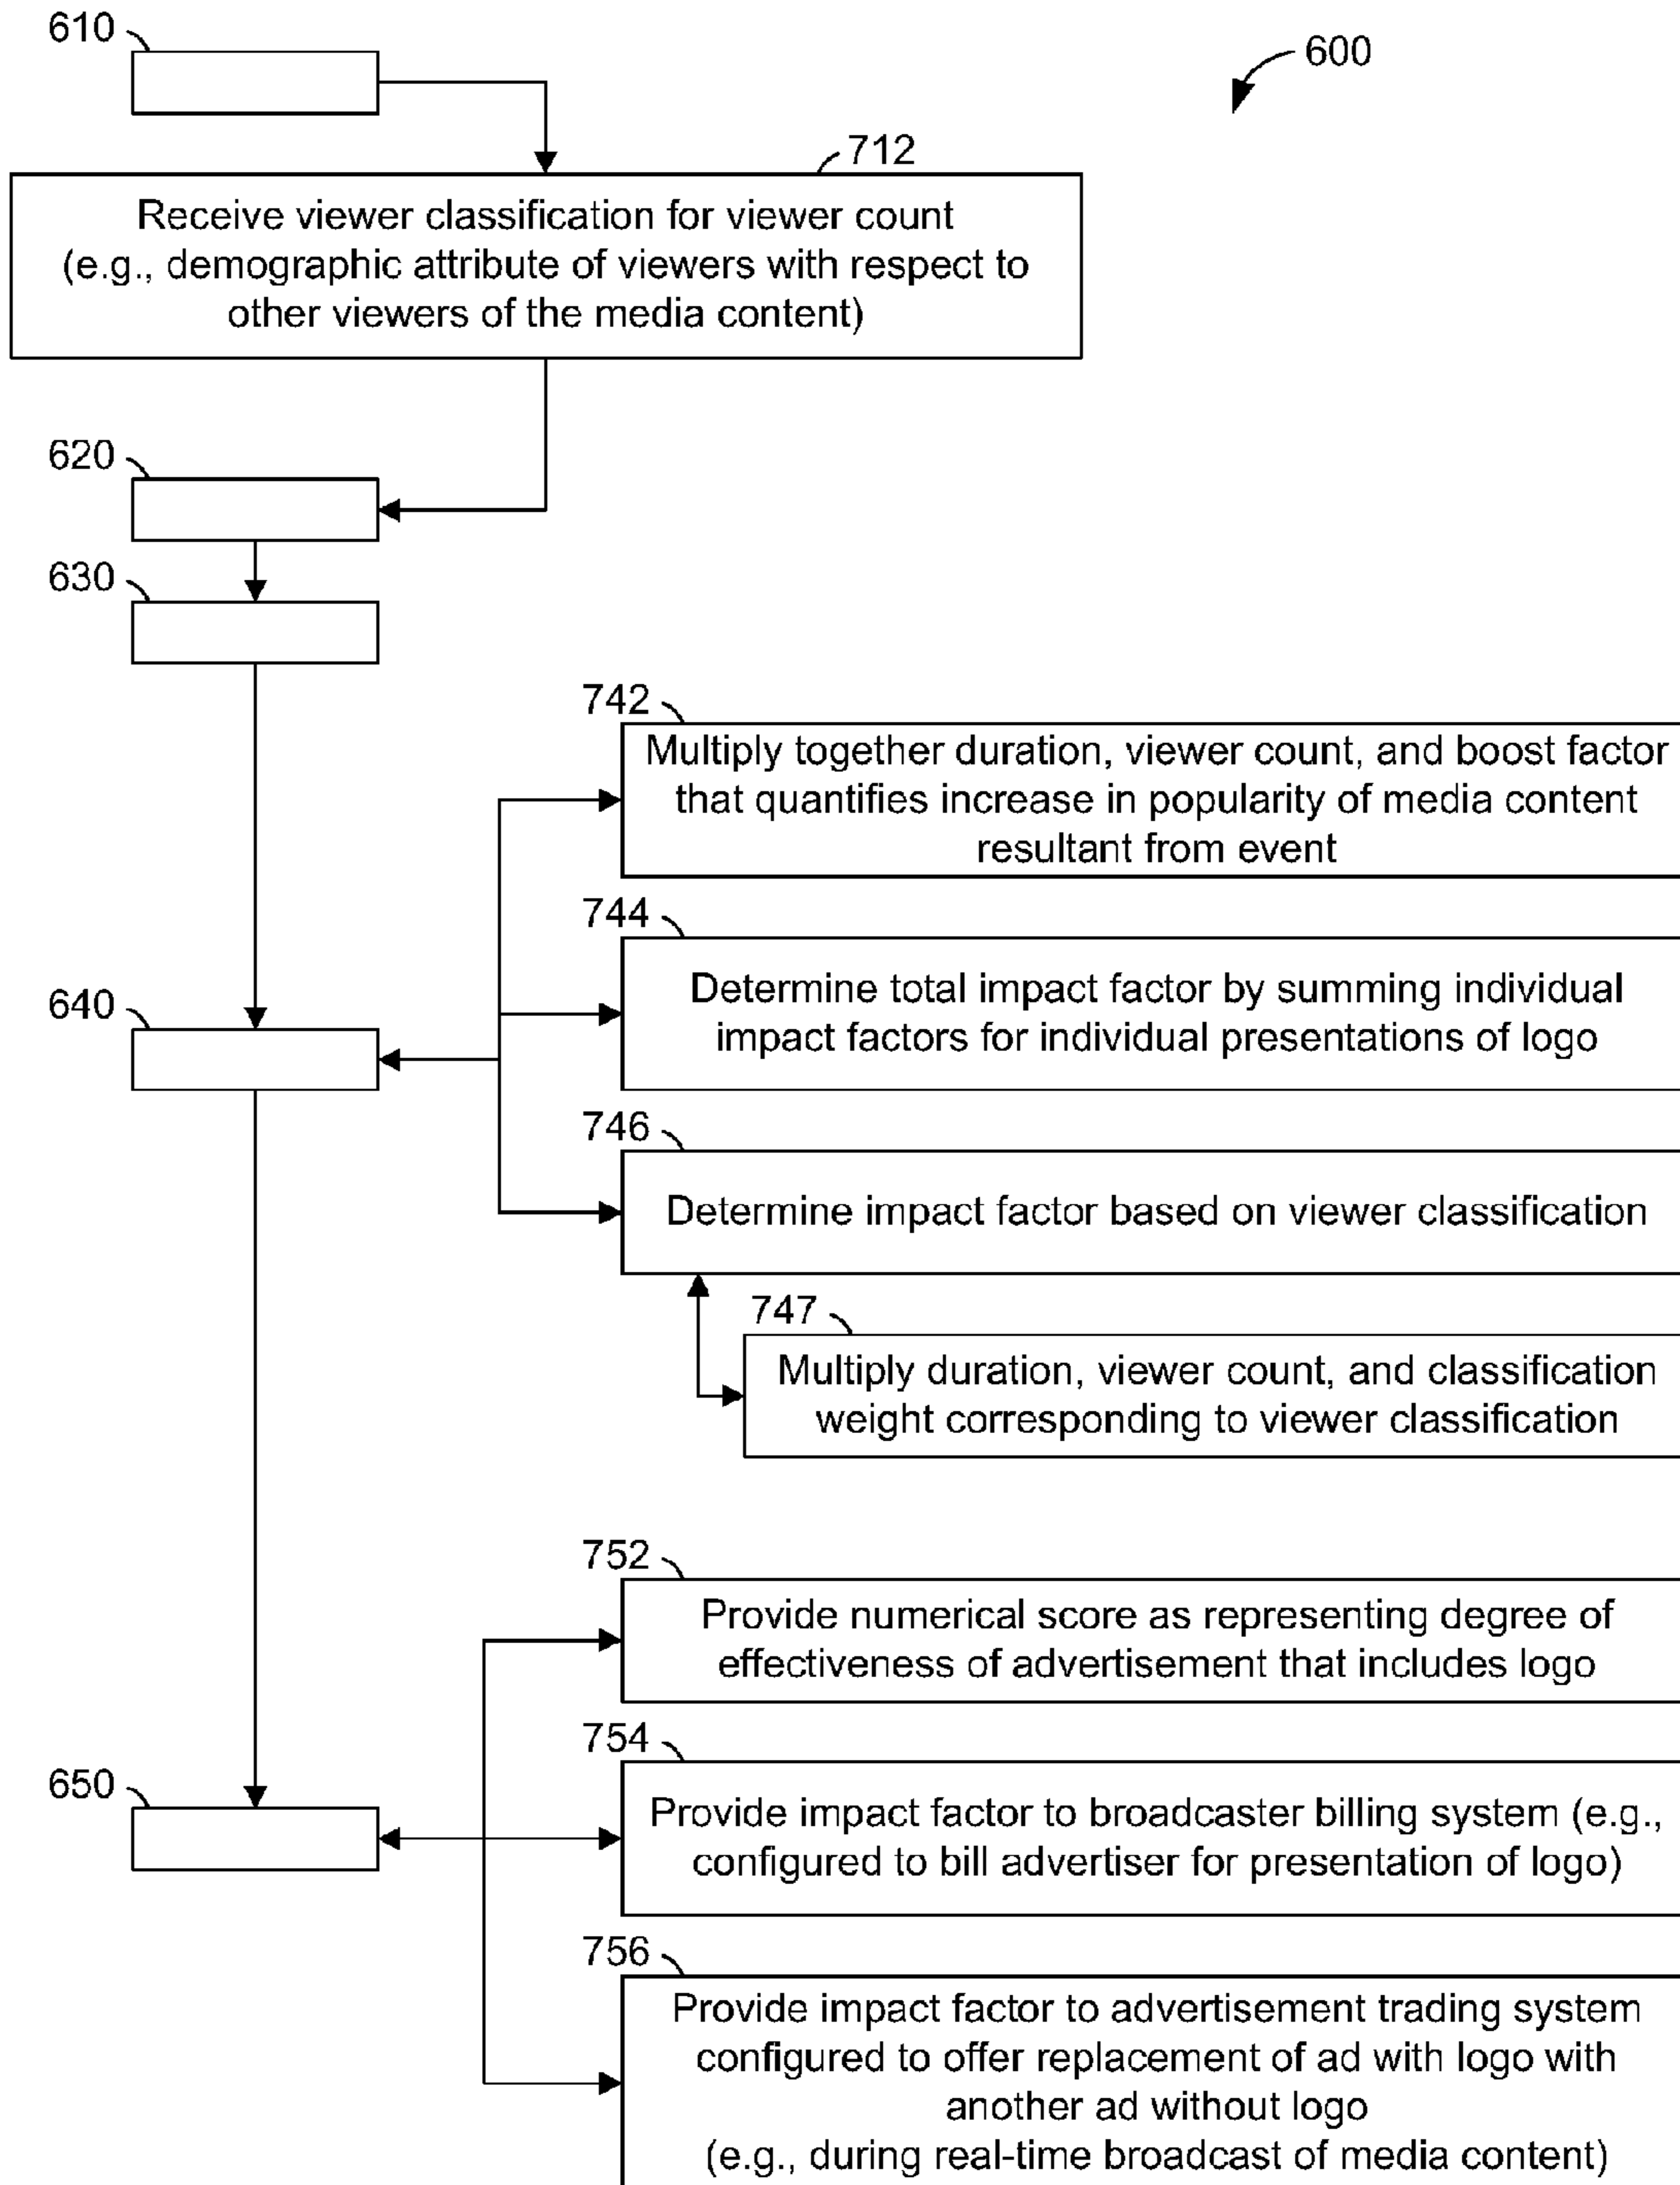 610
600
712
Receive viewer classification for viewer count
(e.g., demographic attribute of viewers with respect to
other viewers of the media content)
620
630
742
Multiply together duration, viewer count, and boost factor
that quantifies increase in popularity of media content
resultant from event
744
Determine total impact factor by summing individual
impact factors for individual presentations of logo
640
746
Determine impact factor based on viewer classification
747
Multiply duration, viewer count, and classification
weight corresponding to viewer classification
752
Provide numerical score as representing degree of
effectiveness of advertisement that includes logo
754
Provide impact factor to broadcaster billing system (e.g.,
configured to bill advertiser for presentation of logo)
650
756
Provide impact factor to advertisement trading system
configured to offer replacement of ad with logo with
another ad without logo
(e.g., during real-time broadcast of media content)